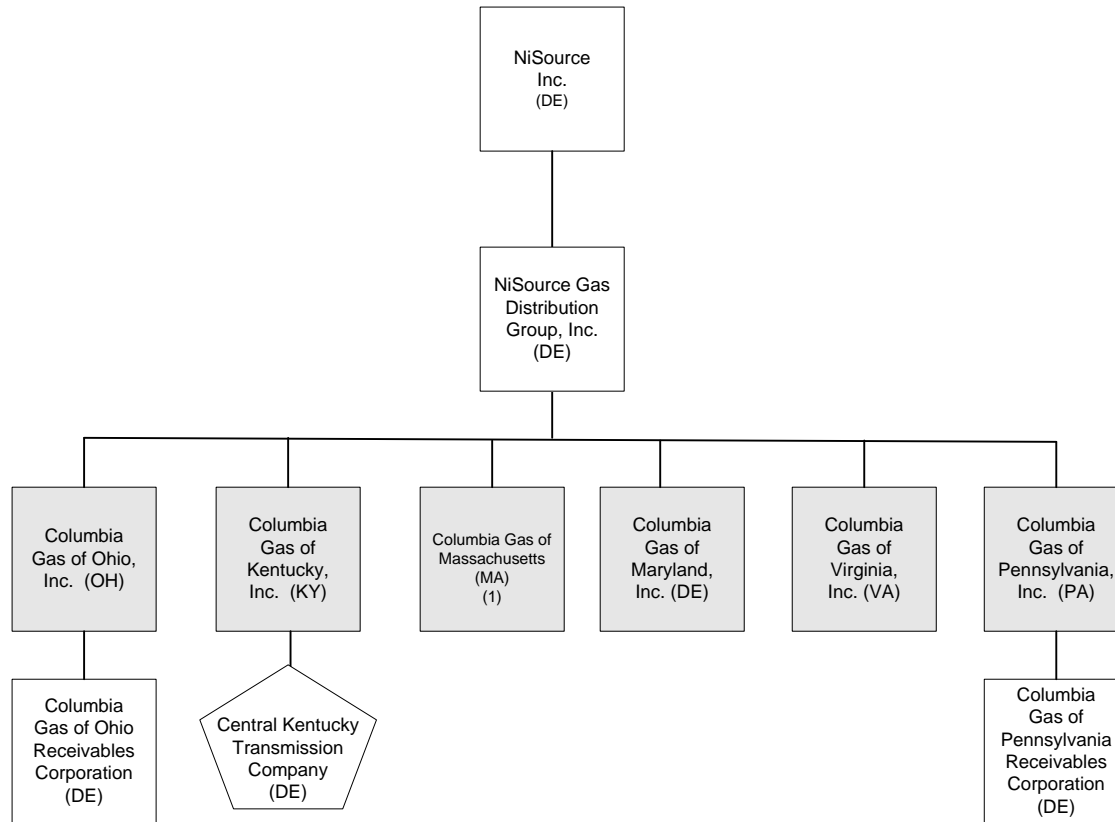 NiSource
Inc.
(DE)
NiSource Gas
Distribution
Group, Inc.
(DE)
Columbia
Gas of Ohio,
Inc. (OH)
Columbia
Gas of
Kentucky,
Inc. (KY)
Columbia Gas of
Massachusetts
(MA)
(1)
Columbia
Gas of
Maryland,
Inc. (DE)
Columbia
Gas of
Virginia,
Inc. (VA)
Columbia
Gas of
Pennsylvania,
Inc. (PA)
Columbia
Gas of Ohio
Receivables
Corporation
(DE)
Central Kentucky
Transmission
Company
(DE)
Columbia
Gas of
Pennsylvania
Receivables
Corporation
(DE)